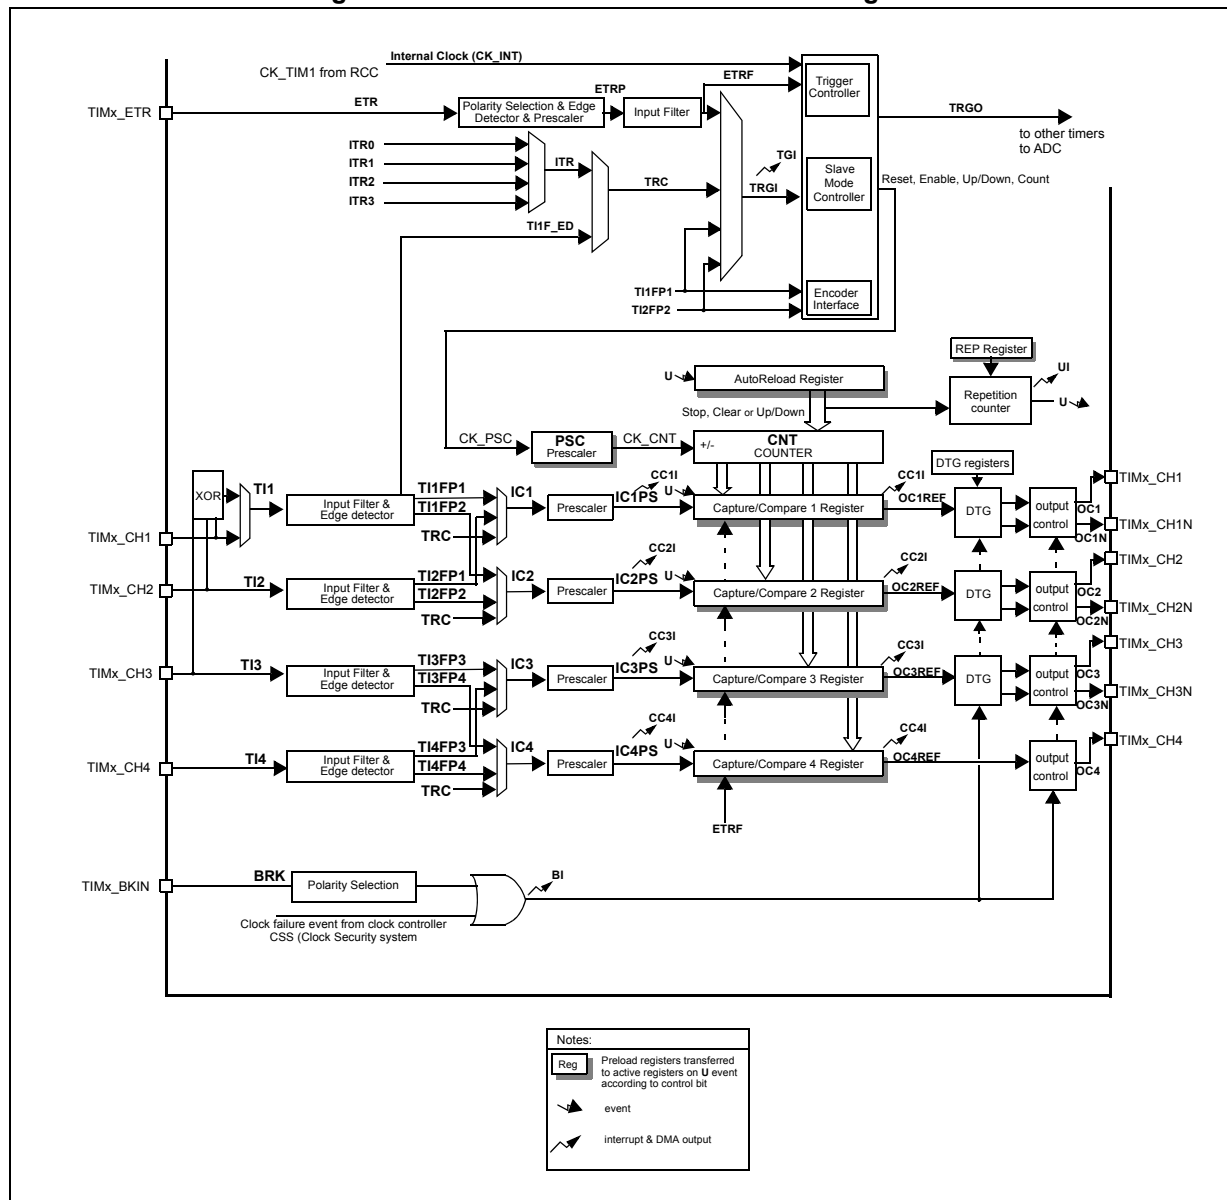 Internal Clock (CK_INT)
CK_TIM1 from RCC
TIMx_ETR
ETR
Polarity Selection & Edge
Detector & Prescaler
ETRP
Input Filter
ETRF
Trigger
Controller
TRGO
to other timers
to ADC
ITR0
ITR1
ITR2
ITR3
ITR
TRC
TI1F_ED
TGI
TRGI
Slave
Mode
Controller
Reset, Enable, Up/Down, Count
TI1FP1
TI2FP2
Encoder
Interface
REP Register
UI
U
AutoReload Register
Repetition
counter
U
Stop, Clear or Up/Down
CK_PSC
PSC
Prescaler
CK_CNT
+/-
CNT
COUNTER
DTG registers
XOR
TI1
Input Filter &
Edge detector
TI1FP1
TI1FP2
TRC
IC1
Prescaler
IC1PS
CC1I
U
Capture/Compare 1 Register
CC1I
OC1REF
DTG
output
control
OC1
OC1N
TIMx_CH1
TIMx_CH1N
TIMx_CH1
TIMx_CH2
TI2
Input Filter &
Edge detector
TI2FP1
TI2FP2
TRC
IC2
Prescaler
IC2PS
CC2I
U
Capture/Compare 2 Register
CC2I
OC2REF
DTG
output
control
OC2
OC2N
TIMx_CH2
TIMx_CH2N
TIMx_CH3
TI3
Input Filter &
Edge detector
TI3FP3
TI3FP4
TRC
IC3
Prescaler
IC3PS
CC3I
U
Capture/Compare 3 Register
CC3I
OC3REF
DTG
output
control
OC3
OC3N
TIMx_CH3
TIMx_CH3N
TIMx_CH4
TI4
Input Filter &
Edge detector
TI4FP3
TI4FP4
TRC
IC4
Prescaler
IC4PS
CC4I
U
Capture/Compare 4 Register
CC4I
OC4REF
output
control
OC4
TIMx_CH4
ETRF
TIMx_BKIN
BRK
Polarity Selection
BI
Clock failure event from clock controller
CSS (Clock Security system
Notes:
Reg
Preload registers transferred
to active registers on U event
according to control bit
event
interrupt & DMA output